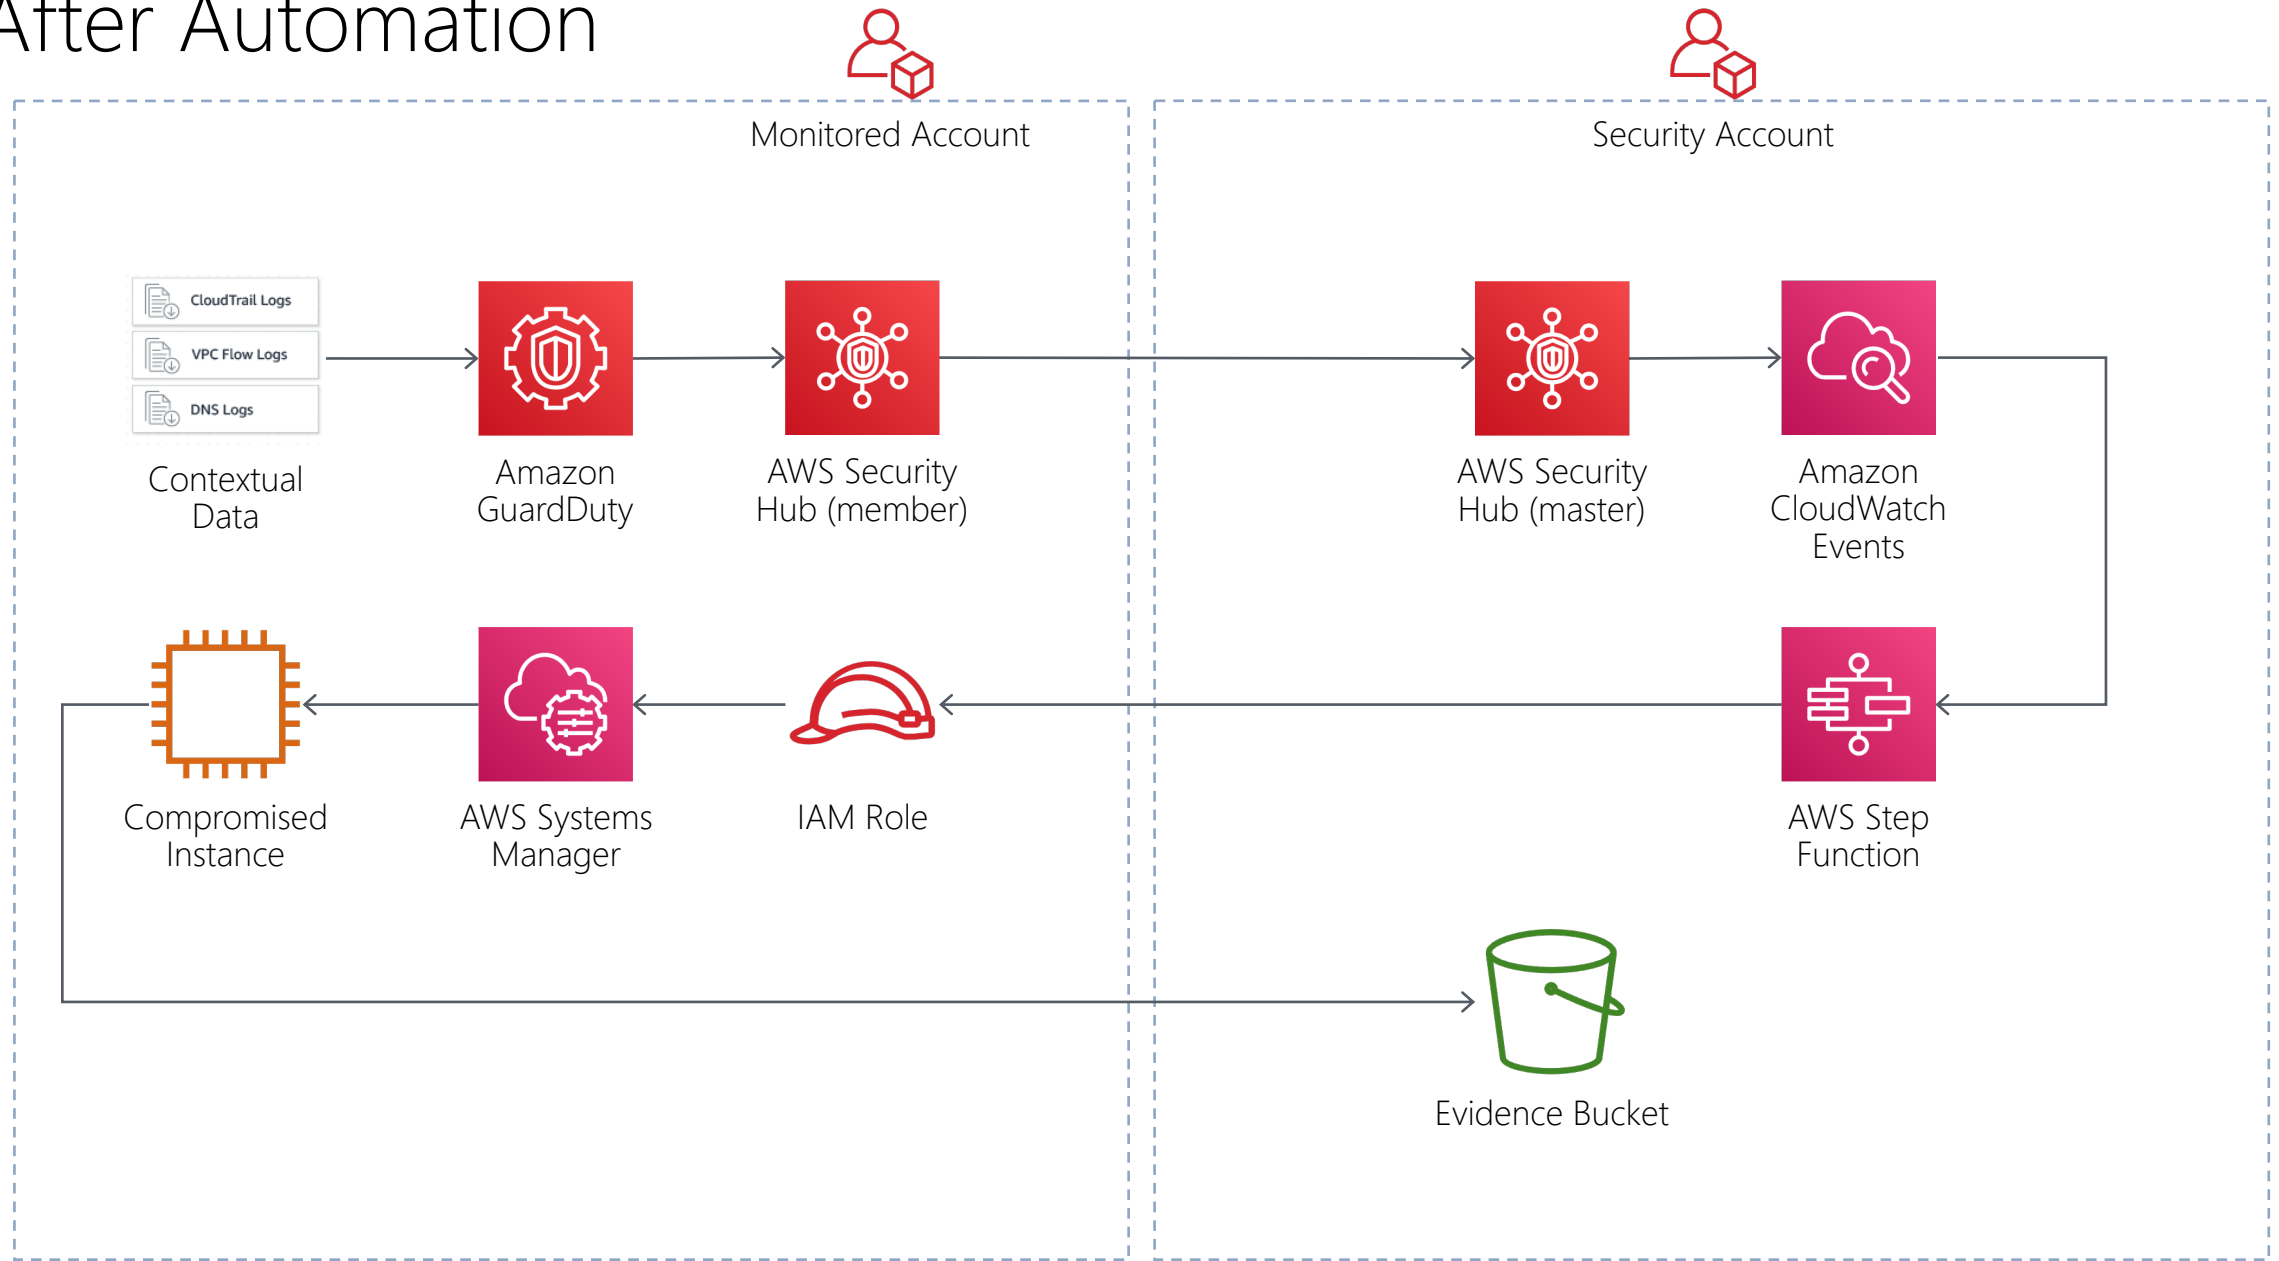 After Automation
Monitored Account
Security Account
CloudTrail Logs
VPC Flow Logs
DNS Logs
Contextual
Data
Amazon
GuardDuty
AWS Security
Hub (member)
AWS Security
Hub (master)
Amazon
CloudWatch
Events
Compromised
Instance
AWS Systems
Manager
IAM Role
AWS Step
Function
Evidence Bucket